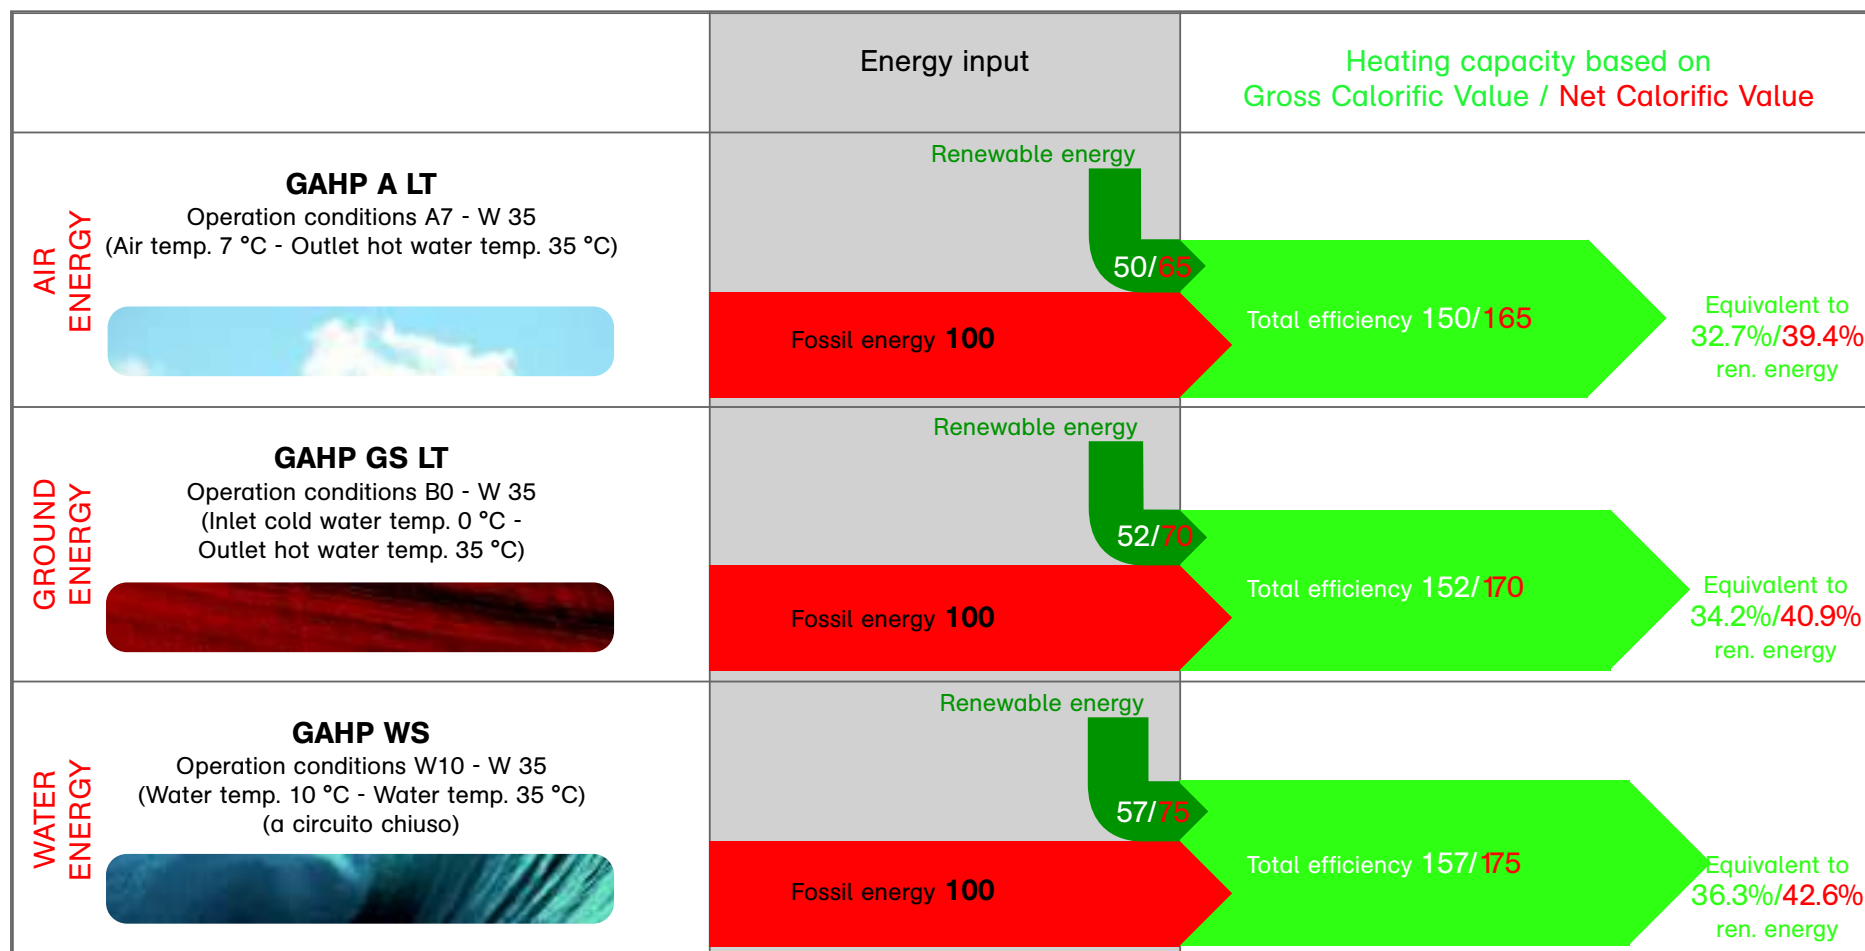 Energy input
Heating capacity based on
Gross Calorific Value / Net Calorific Value
AIR
ENERGY
GAHP A LT
Operation conditions A7 - W 35
(Air temp. 7 °C - Outlet hot water temp. 35 °C)
Renewable energy
50/65
Fossil energy 100
Total efficiency 150/165
Equivalent to
32.7%/39.4%
ren. energy
GROUND
ENERGY
GAHP GS LT
Operation conditions B0 - W 35
(Inlet cold water temp. 0 °C -
Outlet hot water temp. 35 °C)
Renewable energy
52/70
Fossil energy 100
Total efficiency 152/170
Equivalent to
34.2%/40.9%
ren. energy
WATER
ENERGY
GAHP WS
Operation conditions W10 - W 35
(Water temp. 10 °C - Water temp. 35 °C)
(a circuito chiuso)
Renewable energy
57/75
Fossil energy 100
Total efficiency 157/175
Equivalent to
36.3%/42.6%
ren. energy